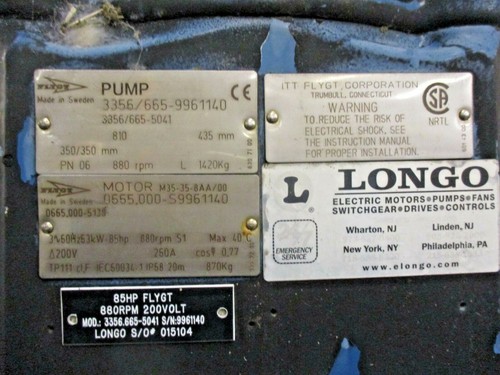 FLYGT PUMP
Made in Sweden 3356/665-9961140
3356/665-5041
810 435 mm
350/350 mm
PN 06 880 rpm L 1420Kg
CE
ITT FLYGT CORPORATION
TRUMBULL, CONNECTICUT
WARNING
TO REDUCE THE RISK OF
ELECTRICAL SHOCK, SEE
THE INSTRUCTION MANUAL
FOR PROPER INSTALLATION.
SA
NRTL
FLYGT MOTOR M35-35-8AA/00
Made in Sweden 0665.000-S9961140
0665.000-5138
3~60Hz63kW-85hp 880rpm S1 Max 40°C
Δ200V 260A cosφ 0,77
TP111 cl.F IEC60034-1 IP68 20m 870Kg
L LONGO
ELECTRIC MOTORS•PUMPS•FANS
SWITCHGEAR•DRIVES•CONTROLS
Wharton, NJ Linden, NJ
New York, NY Philadelphia, PA
EMERGENCY
SERVICE
www.elongo.com
85HP FLYGT
880RPM 200VOLT
MOD.: 3356.665-5041 S/N:9961140
LONGO S/O# 015104